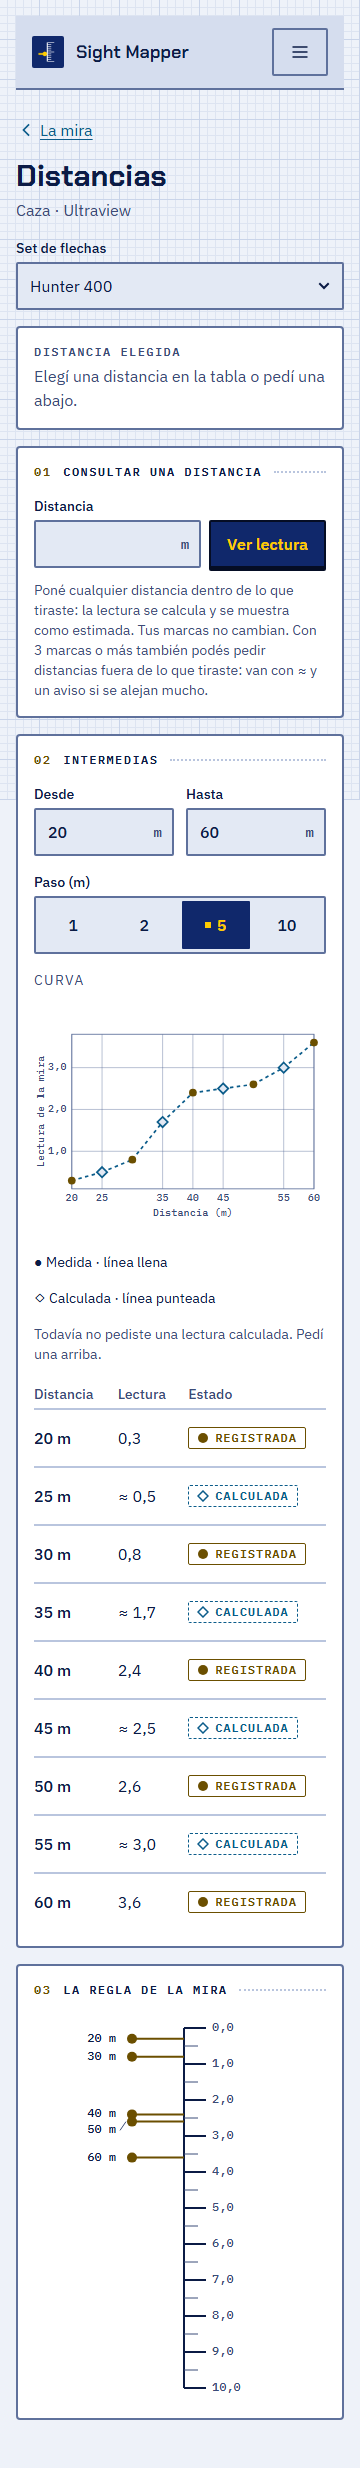 Sight Mapper
La mira
Distancias
Caza · Ultraview
Set de flechas
Hunter 400
DISTANCIA ELEGIDA
Elegí una distancia en la tabla o pedí una
abajo.
01 CONSULTAR UNA DISTANCIA
Distancia
m
Ver lectura
Poné cualquier distancia dentro de lo que
tiraste: la lectura se calcula y se muestra
como estimada. Tus marcas no cambian. Con
3 marcas o más también podés pedir
distancias fuera de lo que tiraste: van con ≈ y
un aviso si se alejan mucho.
02 INTERMEDIAS
Desde Hasta
20 m 60 m
Paso (m)
1 2 5 10
CURVA
Lectura de la mira
3,0
2,0
1,0
20 25 35 40 45 55 60
Distancia (m)
● Medida · línea llena
◇ Calculada · línea punteada
Todavía no pediste una lectura calculada. Pedí
una arriba.
Distancia Lectura Estado
20 m 0,3 REGISTRADA
25 m ≈ 0,5 CALCULADA
30 m 0,8 REGISTRADA
35 m ≈ 1,7 CALCULADA
40 m 2,4 REGISTRADA
45 m ≈ 2,5 CALCULADA
50 m 2,6 REGISTRADA
55 m ≈ 3,0 CALCULADA
60 m 3,6 REGISTRADA
03 LA REGLA DE LA MIRA
0,0
20 m
30 m
1,0
2,0
40 m
50 m
3,0
60 m
4,0
5,0
6,0
7,0
8,0
9,0
10,0